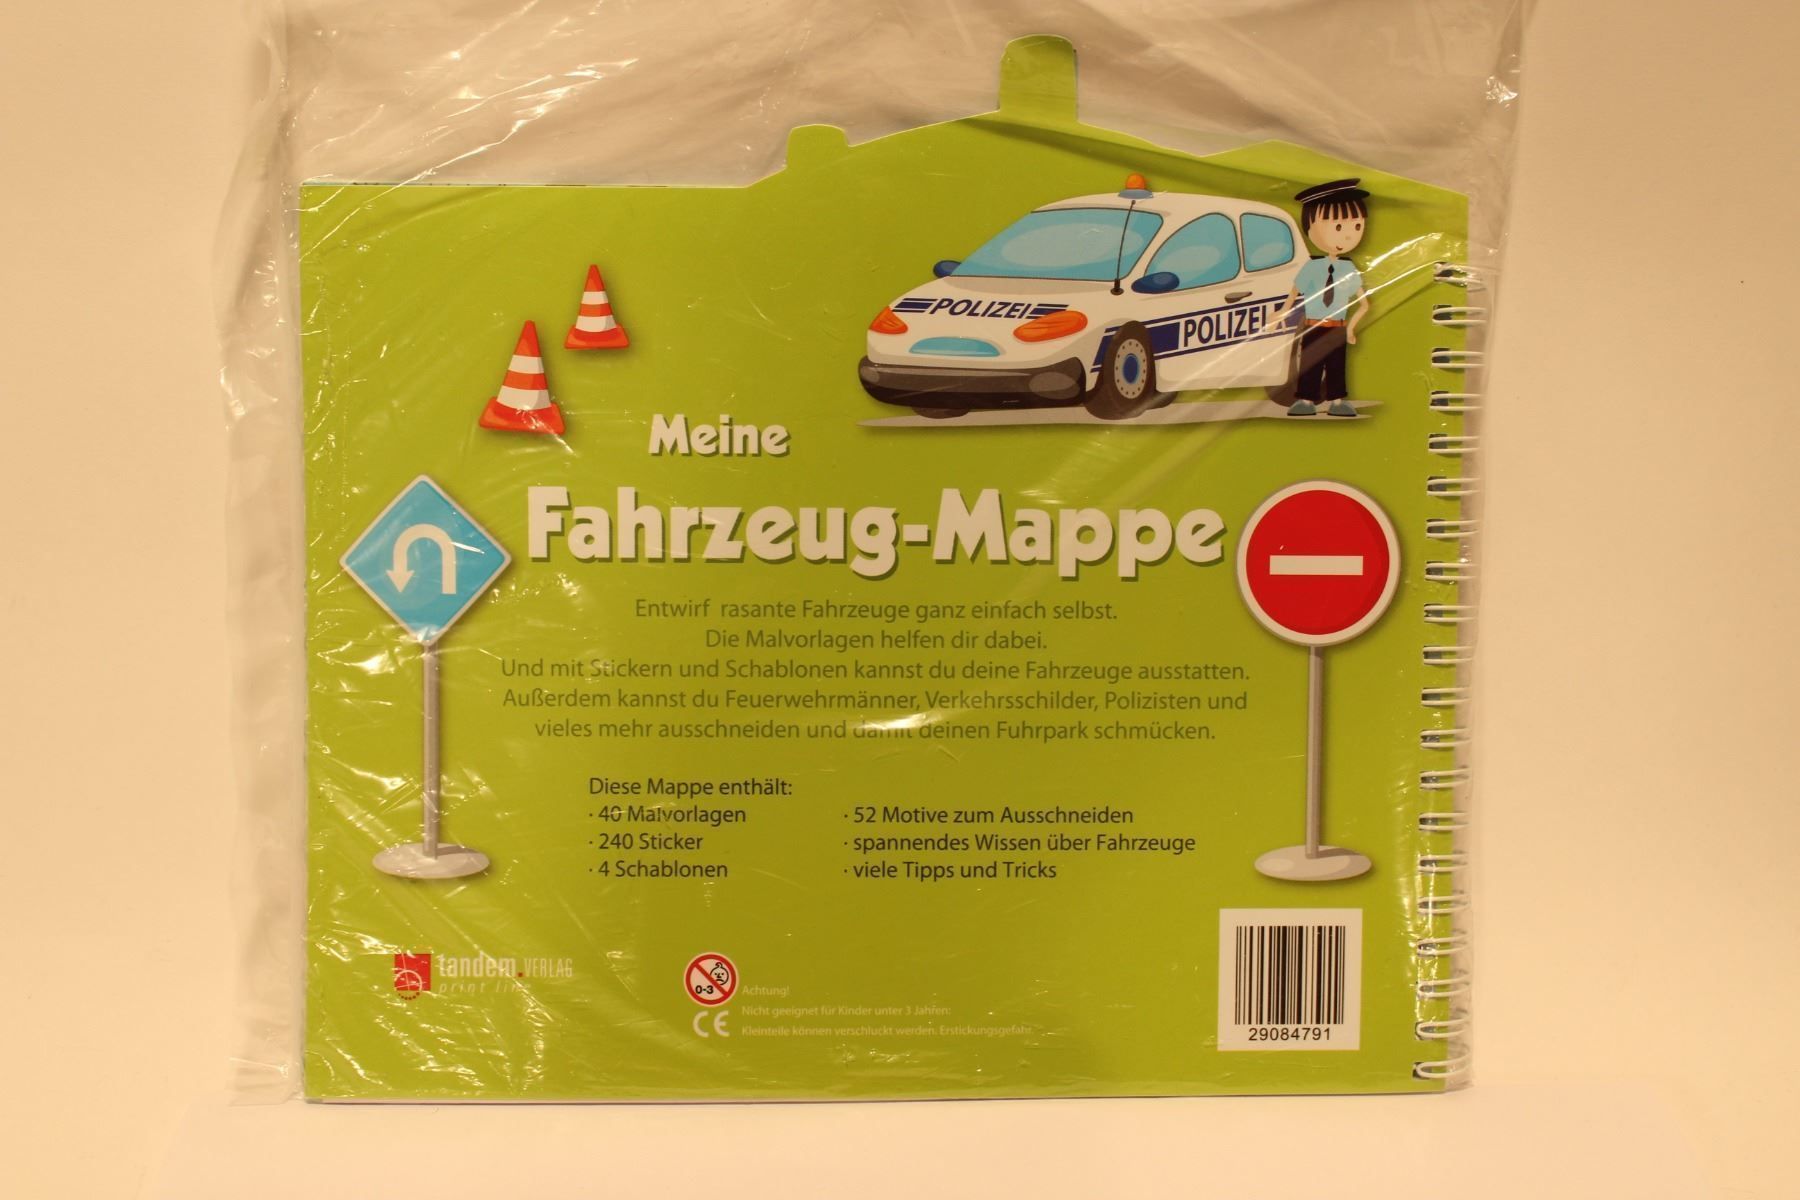 POLIZEI
POLIZEI
Meine
Fahrzeug-Mappe
Entwirf rasante Fahrzeuge ganz einfach selbst.
Die Malvorlagen helfen dir dabei.
Und mit Stickern und Schablonen kannst du deine Fahrzeuge ausstatten.
Außerdem kannst du Feuerwehrmänner, Verkehrsschilder, Polizisten und
vieles mehr ausschneiden und damit deinen Fuhrpark schmücken.
Diese Mappe enthält:
· 40 Malvorlagen
· 240 Sticker
· 4 Schablonen
· 52 Motive zum Ausschneiden
· spannendes Wissen über Fahrzeuge
· viele Tipps und Tricks
tandem.VERLAG
print line
0-3
CE
Achtung!
Nicht geeignet für Kinder unter 3 Jahren:
Kleinteile können verschluckt werden. Erstickungsgefahr.
29084791